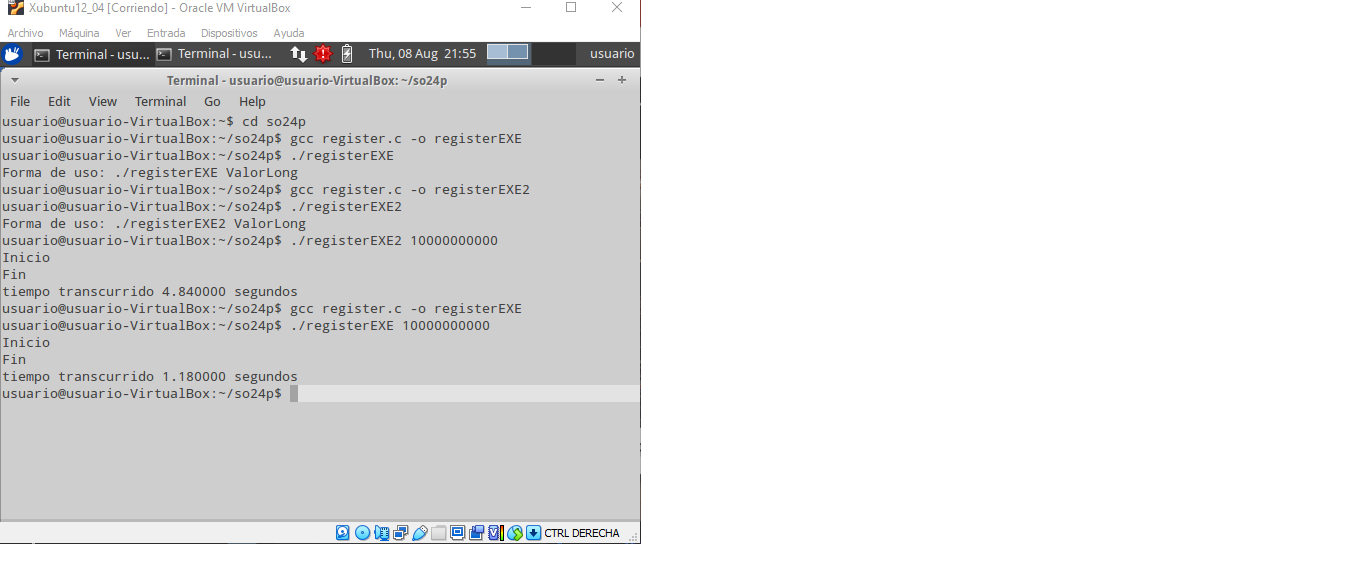 Xubuntu12_04 [Corriendo] - Oracle VM VirtualBox
Archivo Máquina Ver Entrada Dispositivos Ayuda
Terminal - usu... Terminal - usu... Thu, 08 Aug 21:55 usuario
Terminal - usuario@usuario-VirtualBox: ~/so24p
File Edit View Terminal Go Help
usuario@usuario-VirtualBox:~$ cd so24p
usuario@usuario-VirtualBox:~/so24p$ gcc register.c -o registerEXE
usuario@usuario-VirtualBox:~/so24p$ ./registerEXE
Forma de uso: ./registerEXE ValorLong
usuario@usuario-VirtualBox:~/so24p$ gcc register.c -o registerEXE2
usuario@usuario-VirtualBox:~/so24p$ ./registerEXE2
Forma de uso: ./registerEXE2 ValorLong
usuario@usuario-VirtualBox:~/so24p$ ./registerEXE2 10000000000
Inicio
Fin
tiempo transcurrido 4.840000 segundos
usuario@usuario-VirtualBox:~/so24p$ gcc register.c -o registerEXE
usuario@usuario-VirtualBox:~/so24p$ ./registerEXE 10000000000
Inicio
Fin
tiempo transcurrido 1.180000 segundos
usuario@usuario-VirtualBox:~/so24p$
CTRL DERECHA